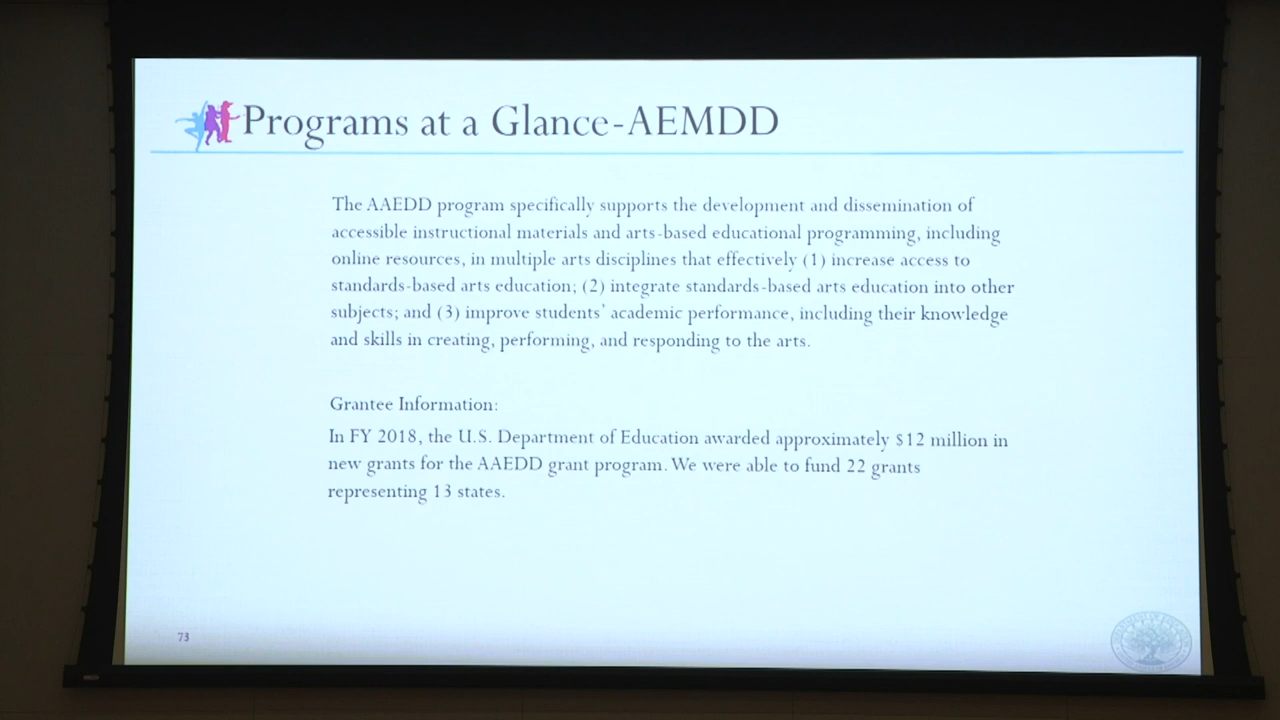 Programs at a Glance-AEMDD
The AAEDD program specifically supports the development and dissemination of
accessible instructional materials and arts-based educational programming, including
online resources, in multiple arts disciplines that effectively (1) increase access to
standards-based arts education; (2) integrate standards-based arts education into other
subjects; and (3) improve students' academic performance, including their knowledge
and skills in creating, performing, and responding to the arts.
Grantee Information:
In FY 2018, the U.S. Department of Education awarded approximately $12 million in
new grants for the AAEDD grant program. We were able to fund 22 grants
representing 13 states.
73